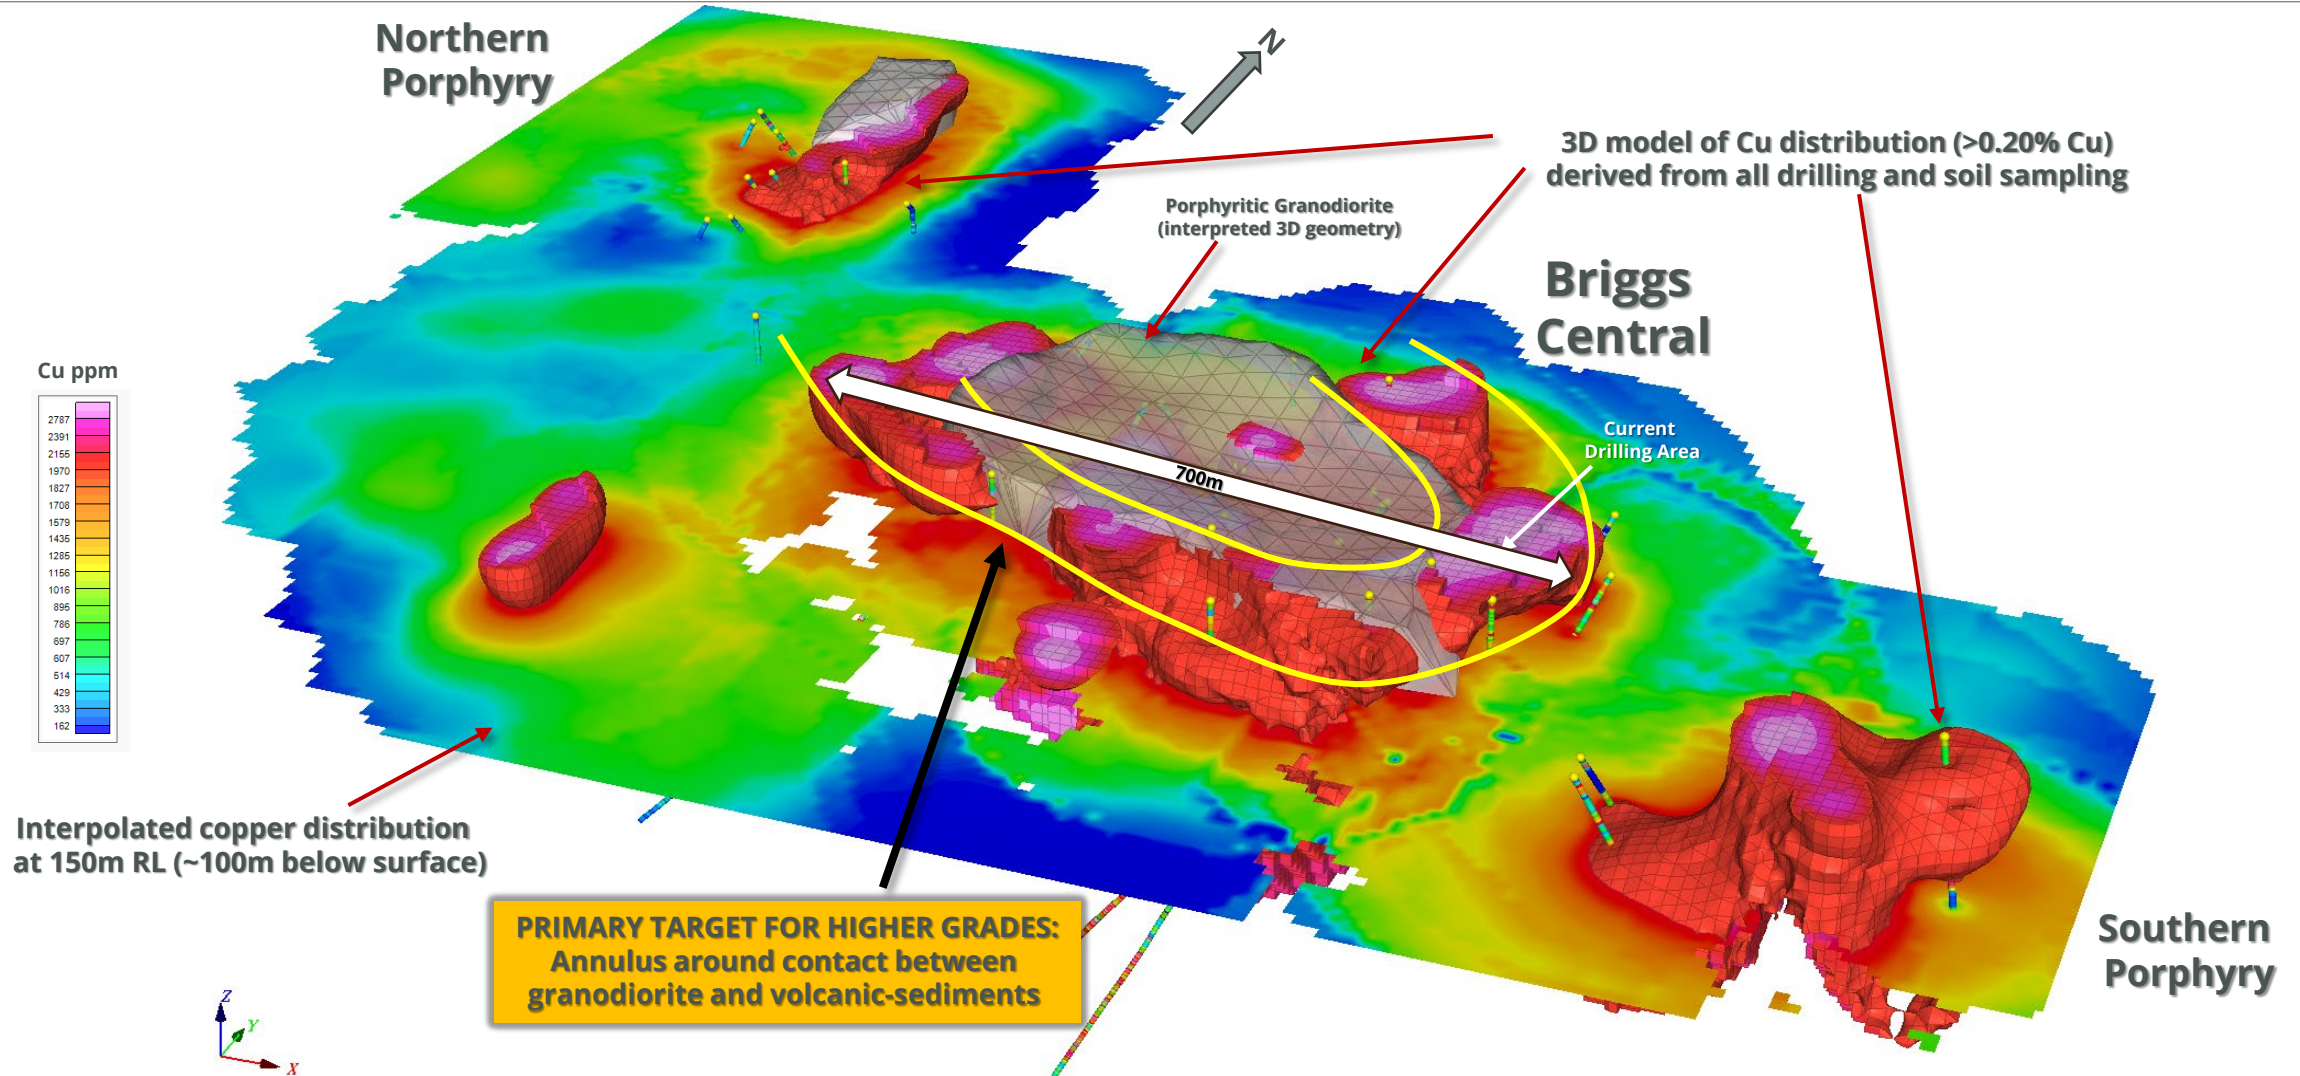 Northern
Porphyry
N
3D model of Cu distribution (>0.20% Cu)
derived from all drilling and soil sampling
Porphyritic Granodiorite
(interpreted 3D geometry)
Briggs
Central
Current
Drilling Area
700m
Cu ppm
2787
2391
2155
1970
1827
1708
1579
1435
1285
1156
1016
895
786
697
607
514
429
333
162
Interpolated copper distribution
at 150m RL (~100m below surface)
PRIMARY TARGET FOR HIGHER GRADES:
Annulus around contact between
granodiorite and volcanic-sediments
Southern
Porphyry
Z
Y
X